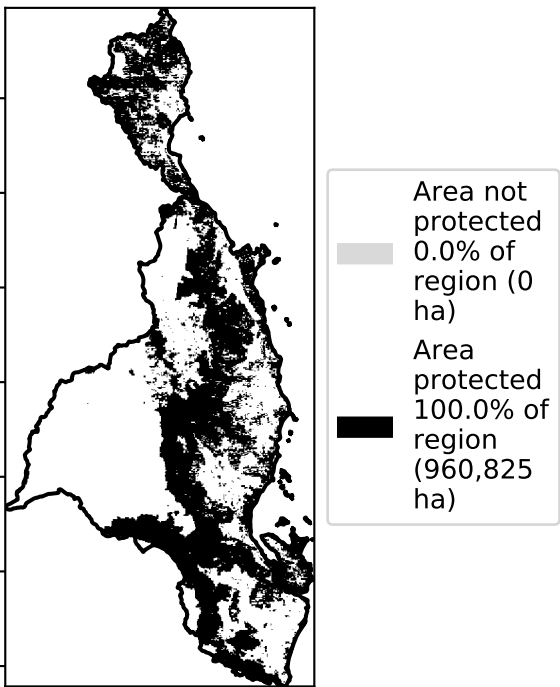 Area not
protected
0.0% of
region (0
ha)
Area
protected
100.0% of
region
(960,825
ha)